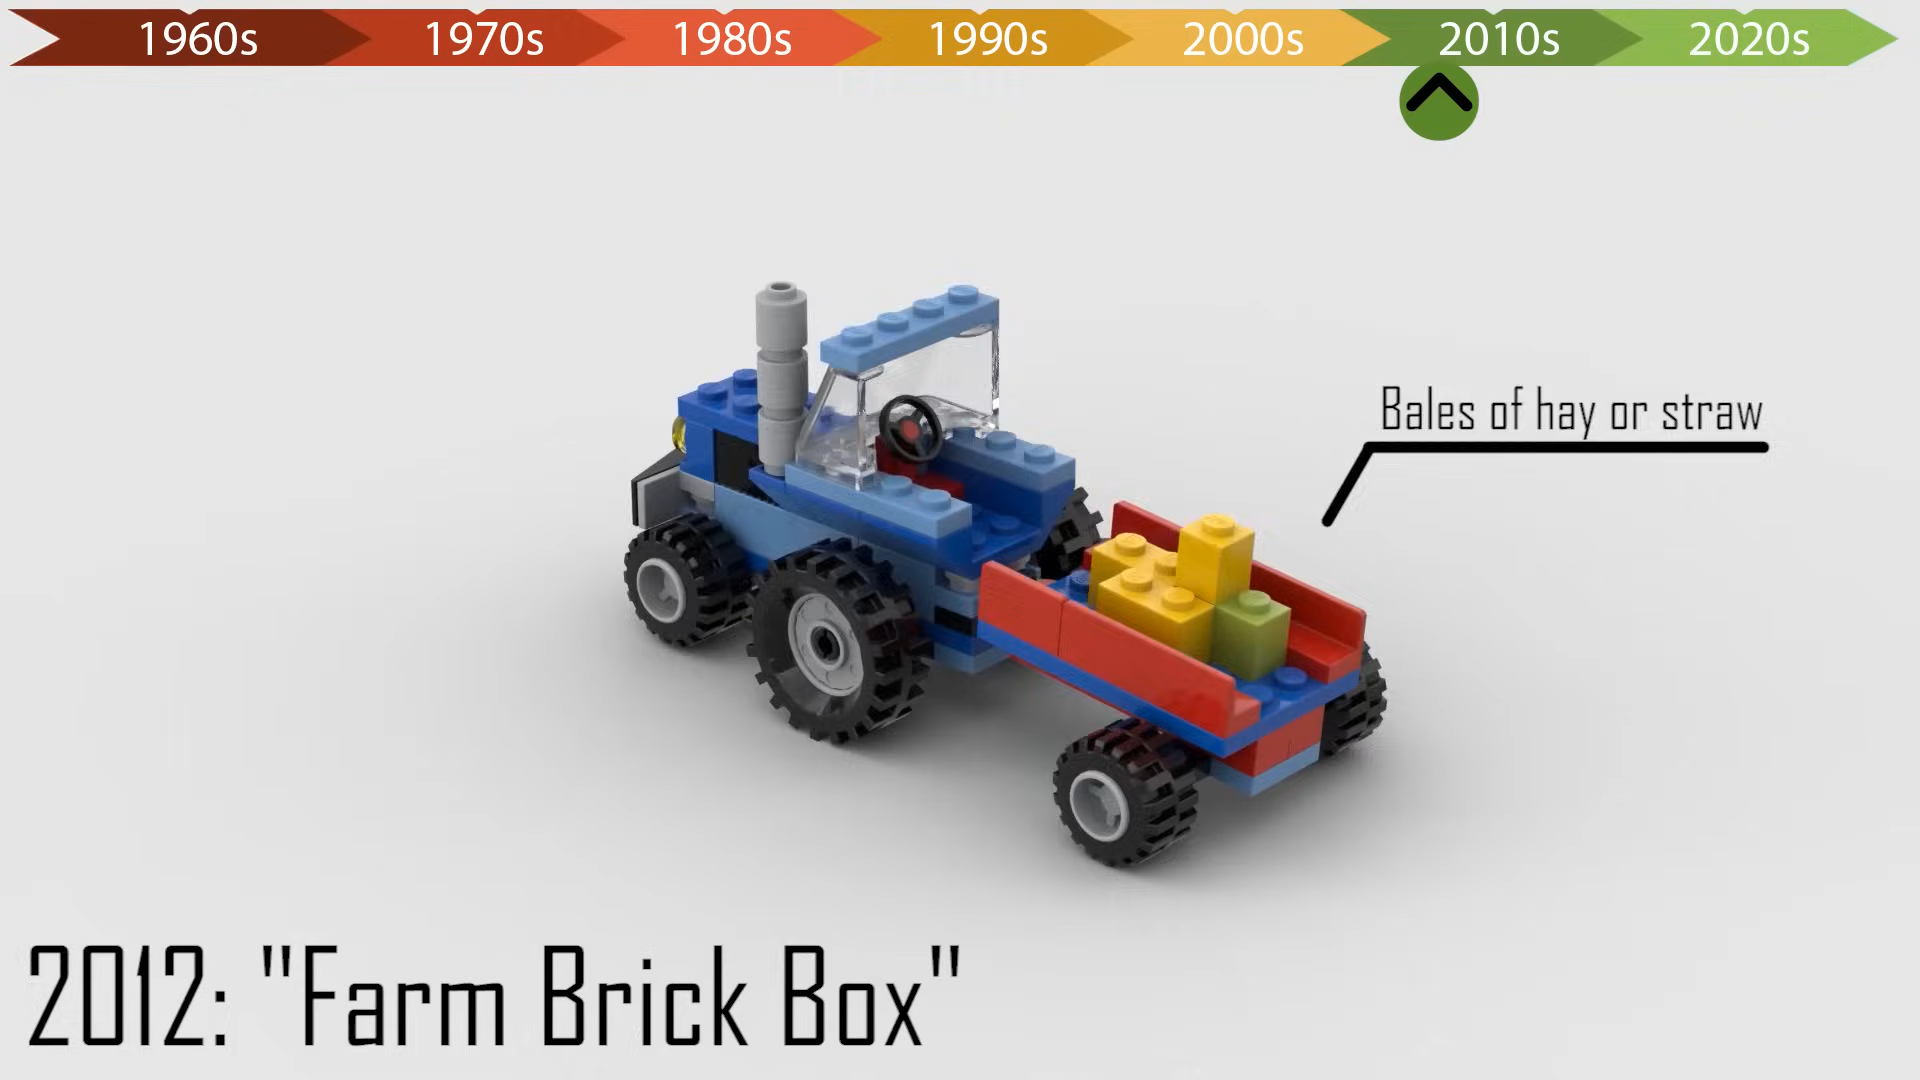 1960s 1970s 1980s 1990s 2000s 2010s 2020s
Bales of hay or straw
2012: "Farm Brick Box"